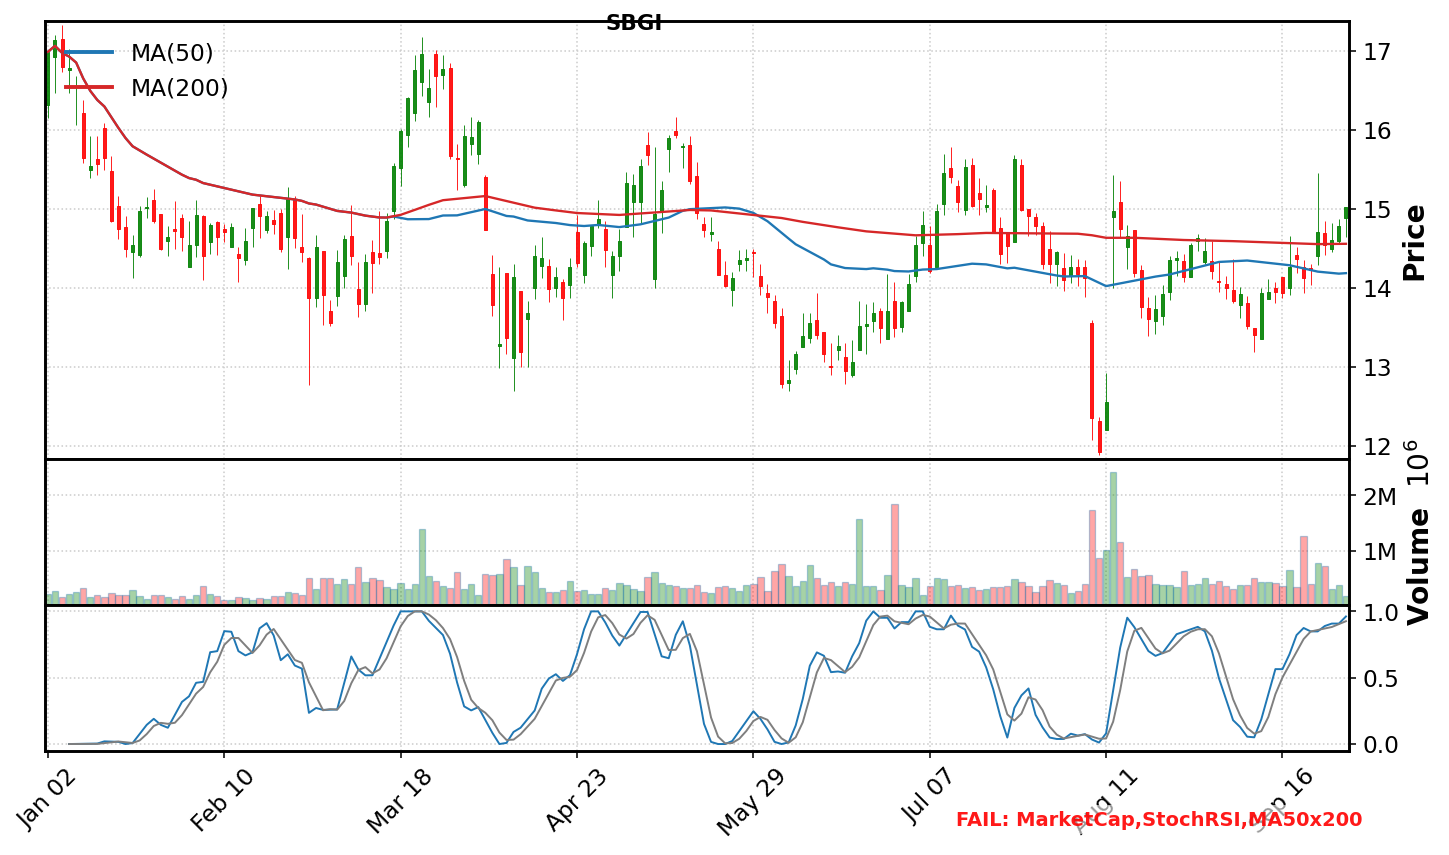 SBGI
MA(50)
MA(200)
17
16
15
14
13
12
Price
2M
1M
Volume 10^6
1.0
0.5
0.0
Jan 02
Feb 10
Mar 18
Apr 23
May 29
Jul 07
Aug 11
Sep 16
FAIL: MarketCap,StochRSI,MA50x200